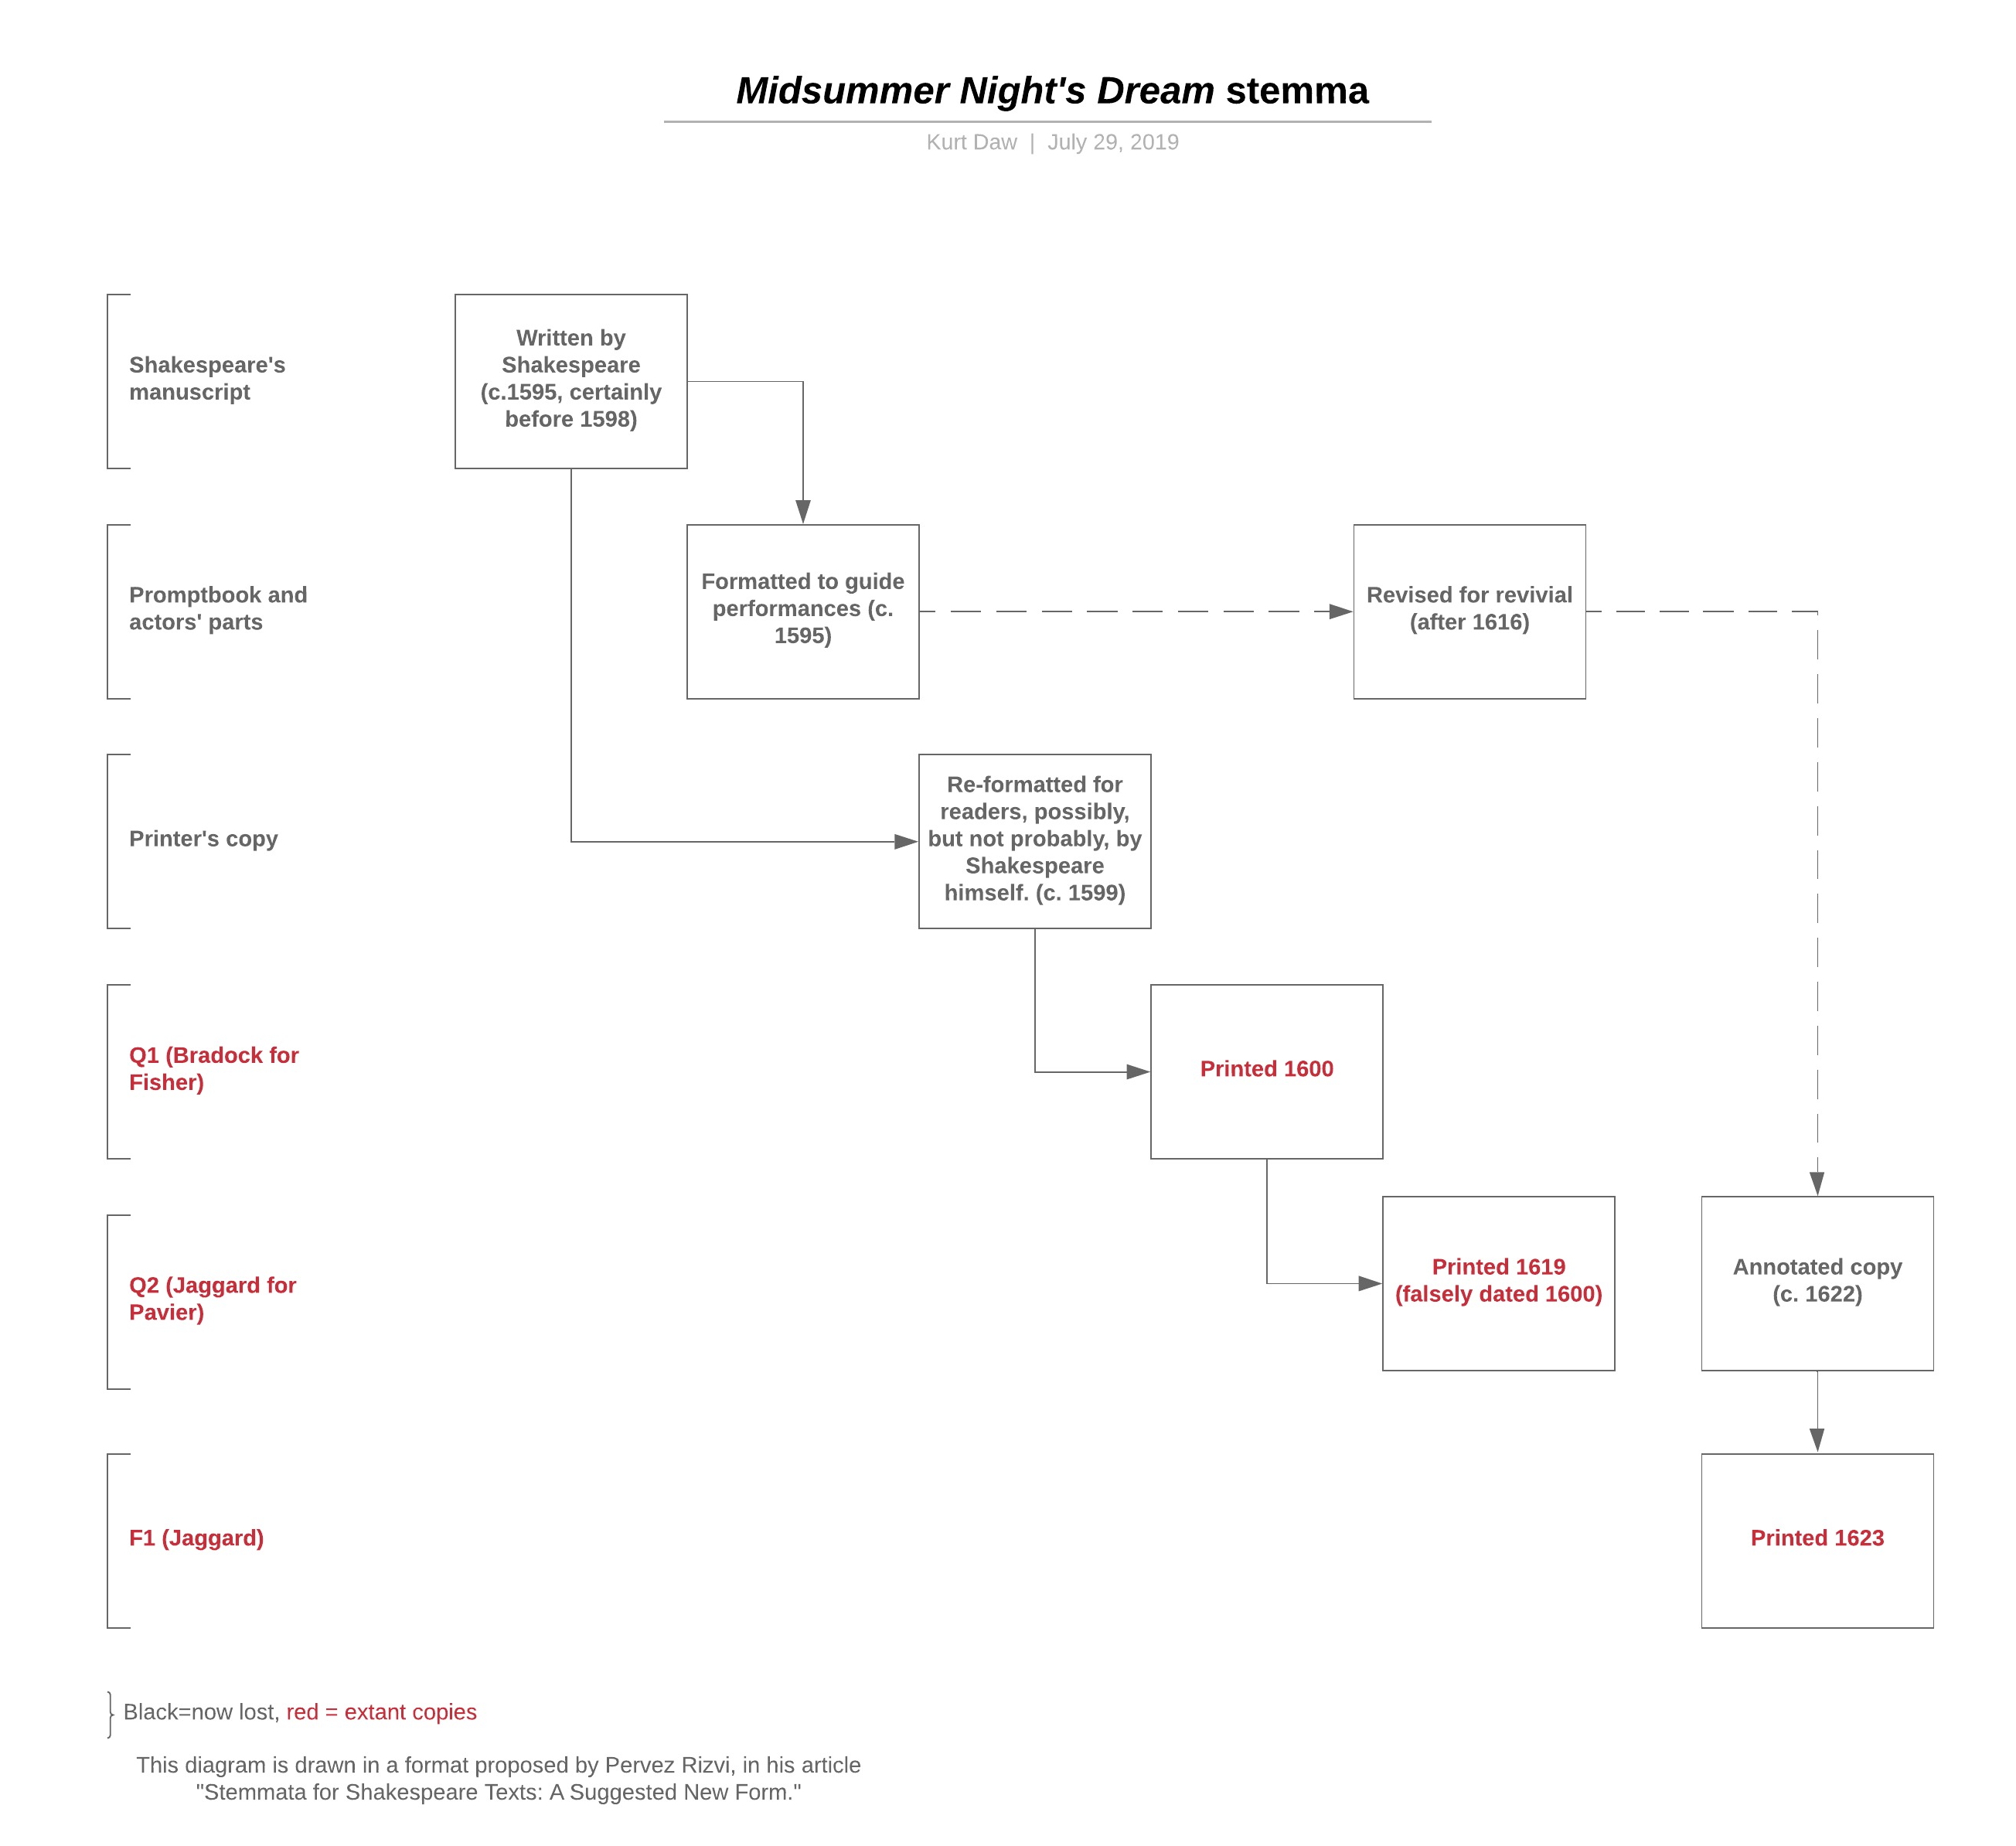 Midsummer Night's Dream stemma
Kurt Daw | July 29, 2019
Shakespeare's
manuscript
Written by
Shakespeare
(c.1595, certainly
before 1598)
Promptbook and
actors' parts
Formatted to guide
performances (c.
1595)
Revised for revivial
(after 1616)
Printer's copy
Re-formatted for
readers, possibly,
but not probably, by
Shakespeare
himself. (c. 1599)
Q1 (Bradock for
Fisher)
Printed 1600
Q2 (Jaggard for
Pavier)
Printed 1619
(falsely dated 1600)
Annotated copy
(c. 1622)
F1 (Jaggard)
Printed 1623
Black=now lost, red = extant copies
This diagram is drawn in a format proposed by Pervez Rizvi, in his article
"Stemmata for Shakespeare Texts: A Suggested New Form."